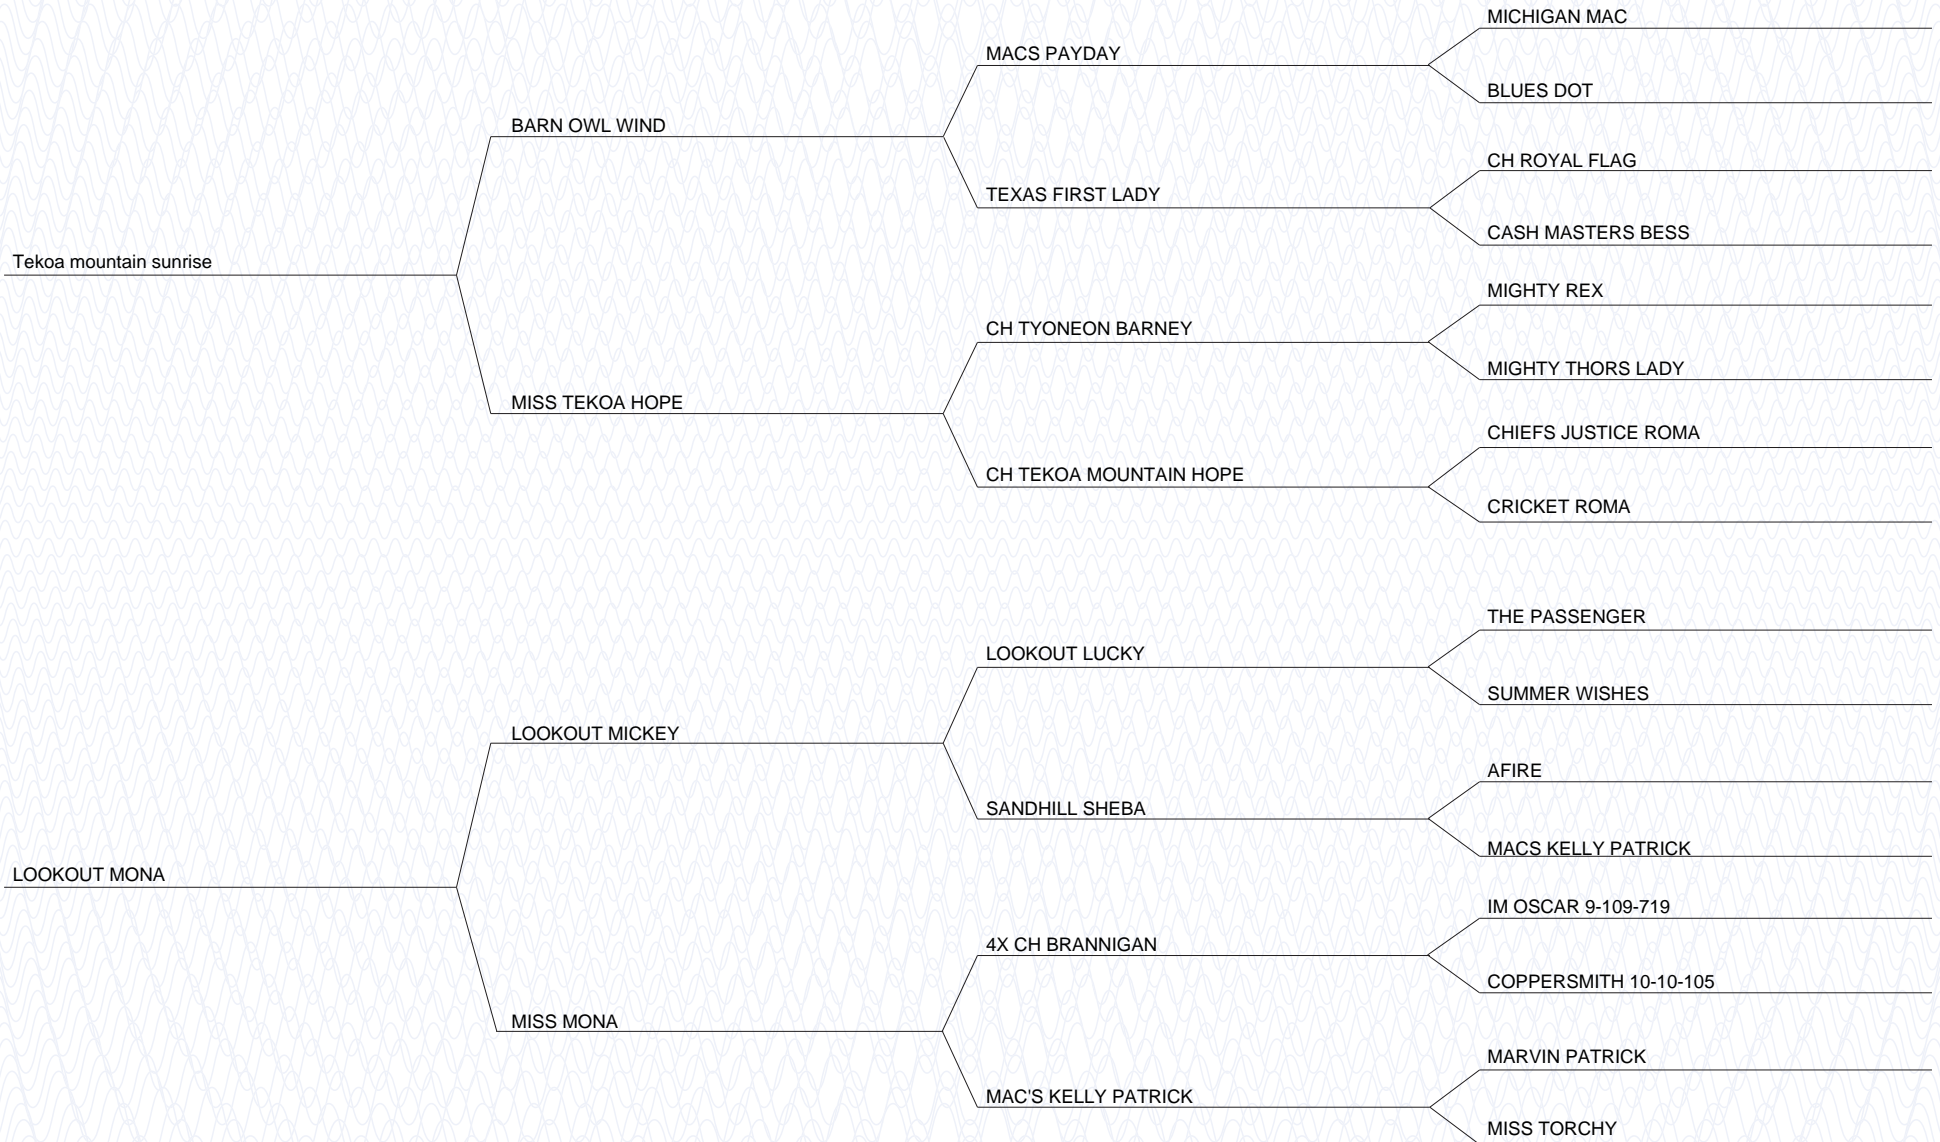 MICHIGAN MAC
MACS PAYDAY
BLUES DOT
BARN OWL WIND
CH ROYAL FLAG
TEXAS FIRST LADY
CASH MASTERS BESS
Tekoa mountain sunrise
MIGHTY REX
CH TYONEON BARNEY
MIGHTY THORS LADY
MISS TEKOA HOPE
CHIEFS JUSTICE ROMA
CH TEKOA MOUNTAIN HOPE
CRICKET ROMA
THE PASSENGER
LOOKOUT LUCKY
SUMMER WISHES
LOOKOUT MICKEY
AFIRE
SANDHILL SHEBA
MACS KELLY PATRICK
LOOKOUT MONA
IM OSCAR 9-109-719
4X CH BRANNIGAN
COPPERSMITH 10-10-105
MISS MONA
MARVIN PATRICK
MAC'S KELLY PATRICK
MISS TORCHY